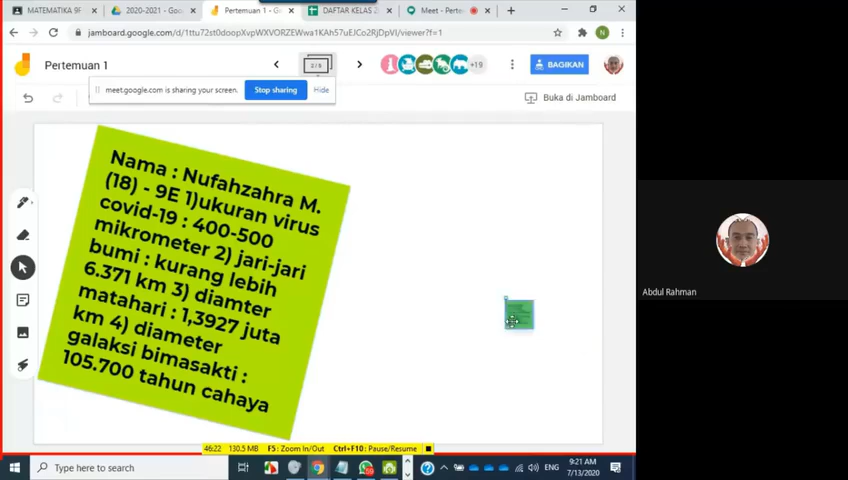 MATEMATIKA 9F
2020-2021 - Goo
Pertemuan 1 - G
DAFTAR KELAS 2
Meet - Perte
jamboard.google.com/d/1ttu72st0doopXvpWXVORZEWwa1KAh57uEJCo2RjDpVI/viewer?f=1
N
Pertemuan 1
2/5
+19
BAGIKAN
meet.google.com is sharing your screen.
Stop sharing
Hide
Buka di Jamboard
Nama : Nufahzahra M.
(18) - 9E 1)ukuran virus
covid-19 : 400-500
mikrometer 2) jari-jari
bumi : kurang lebih
6.371 km 3) diamter
matahari : 1,3927 juta
km 4) diameter
galaksi bimasakti :
105.700 tahun cahaya
Abdul Rahman
46:22 130.5 MB F5: Zoom In/Out Ctrl+F10: Pause/Resume
Type here to search
ENG
9:21 AM
7/13/2020